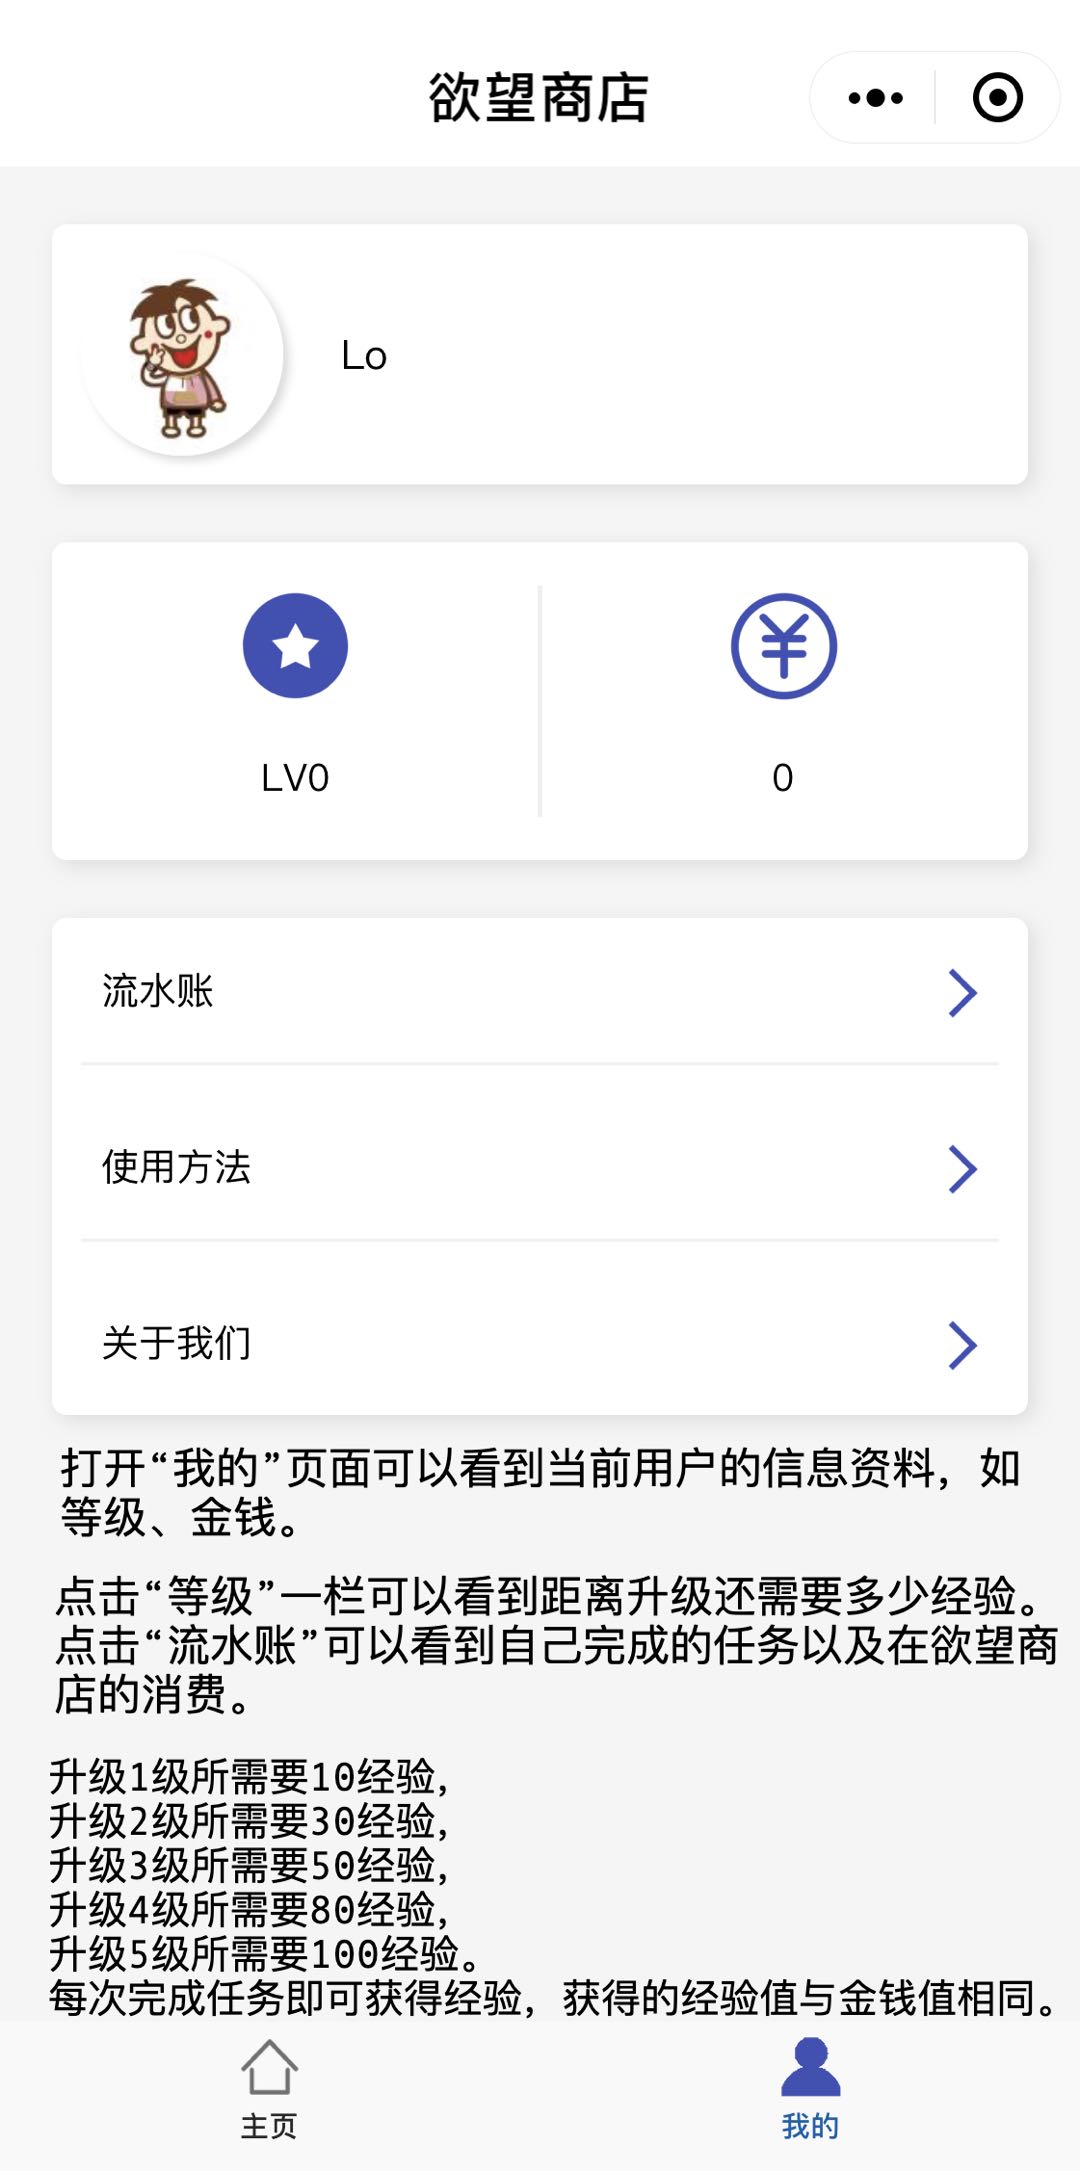 欲望商店
Lo
LV0
0
流水账
使用方法
关于我们
打开“我的”页面可以看到当前用户的信息资料，如
等级、金钱。
点击“等级”一栏可以看到距离升级还需要多少经验。
点击“流水账”可以看到自己完成的任务以及在欲望商
店的消费。
升级1级所需要10经验，
升级2级所需要30经验，
升级3级所需要50经验，
升级4级所需要80经验，
升级5级所需要100经验。
每次完成任务即可获得经验，获得的经验值与金钱值相同。
主页
我的